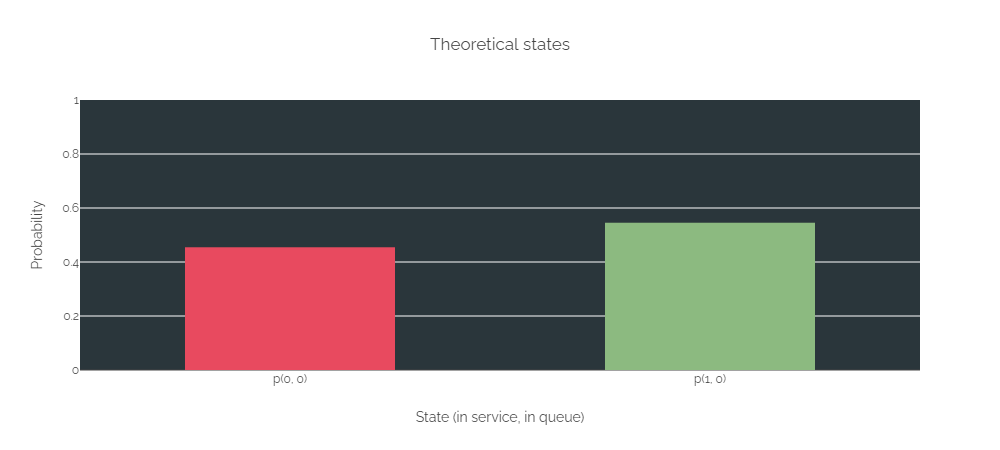 Theoretical states
1
0.8
0.6
0.4
0.2
0
Probability
p(0, 0)
p(1, 0)
State (in service, in queue)